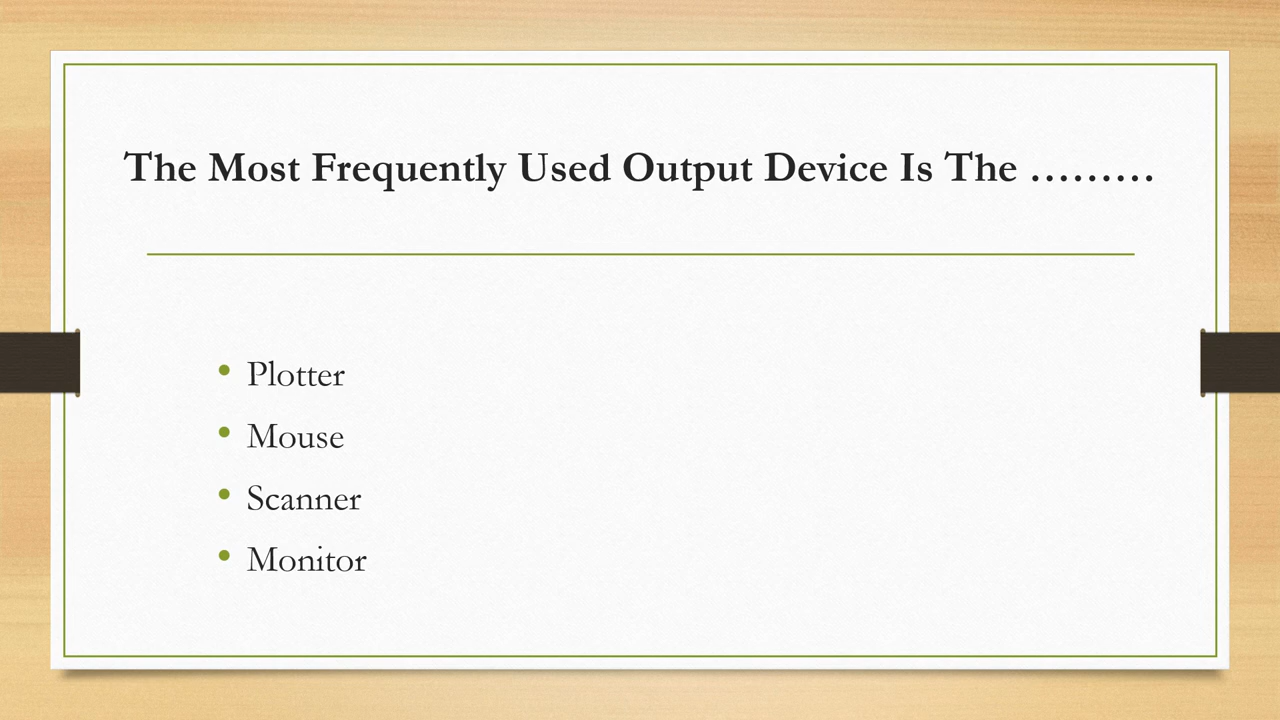 The Most Frequently Used Output Device Is The ………
• Plotter
• Mouse
• Scanner
• Monitor